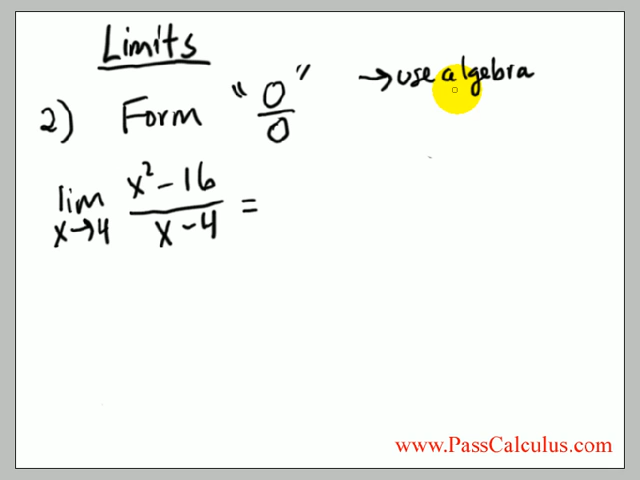 Limits
2) Form "0/0" → use algebra
lim x→4 x² - 16 / x - 4 =
www.PassCalculus.com